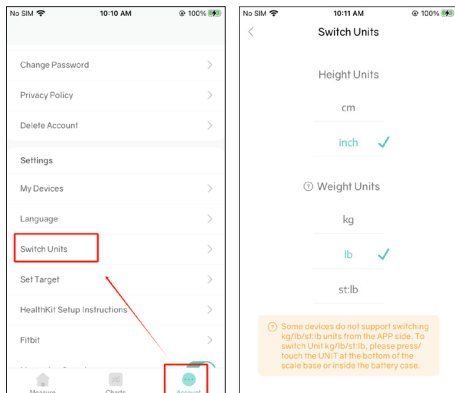 No SIM 10:10 AM 100%
Change Password
Privacy Policy
Delete Account
Settings
My Devices
Language
Switch Units
Set Target
HealthKit Setup Instructions
Fitbit
Measure Charts Account
No SIM 10:11 AM 100%
Switch Units
Height Units
cm
inch
Weight Units
kg
lb
st:lb
Some devices do not support switching
kg/lb/st:lb units from the APP side. To
switch Unit kg/lb/st:lb, please press/
touch the UNIT at the bottom of the
scale base or inside the battery case.